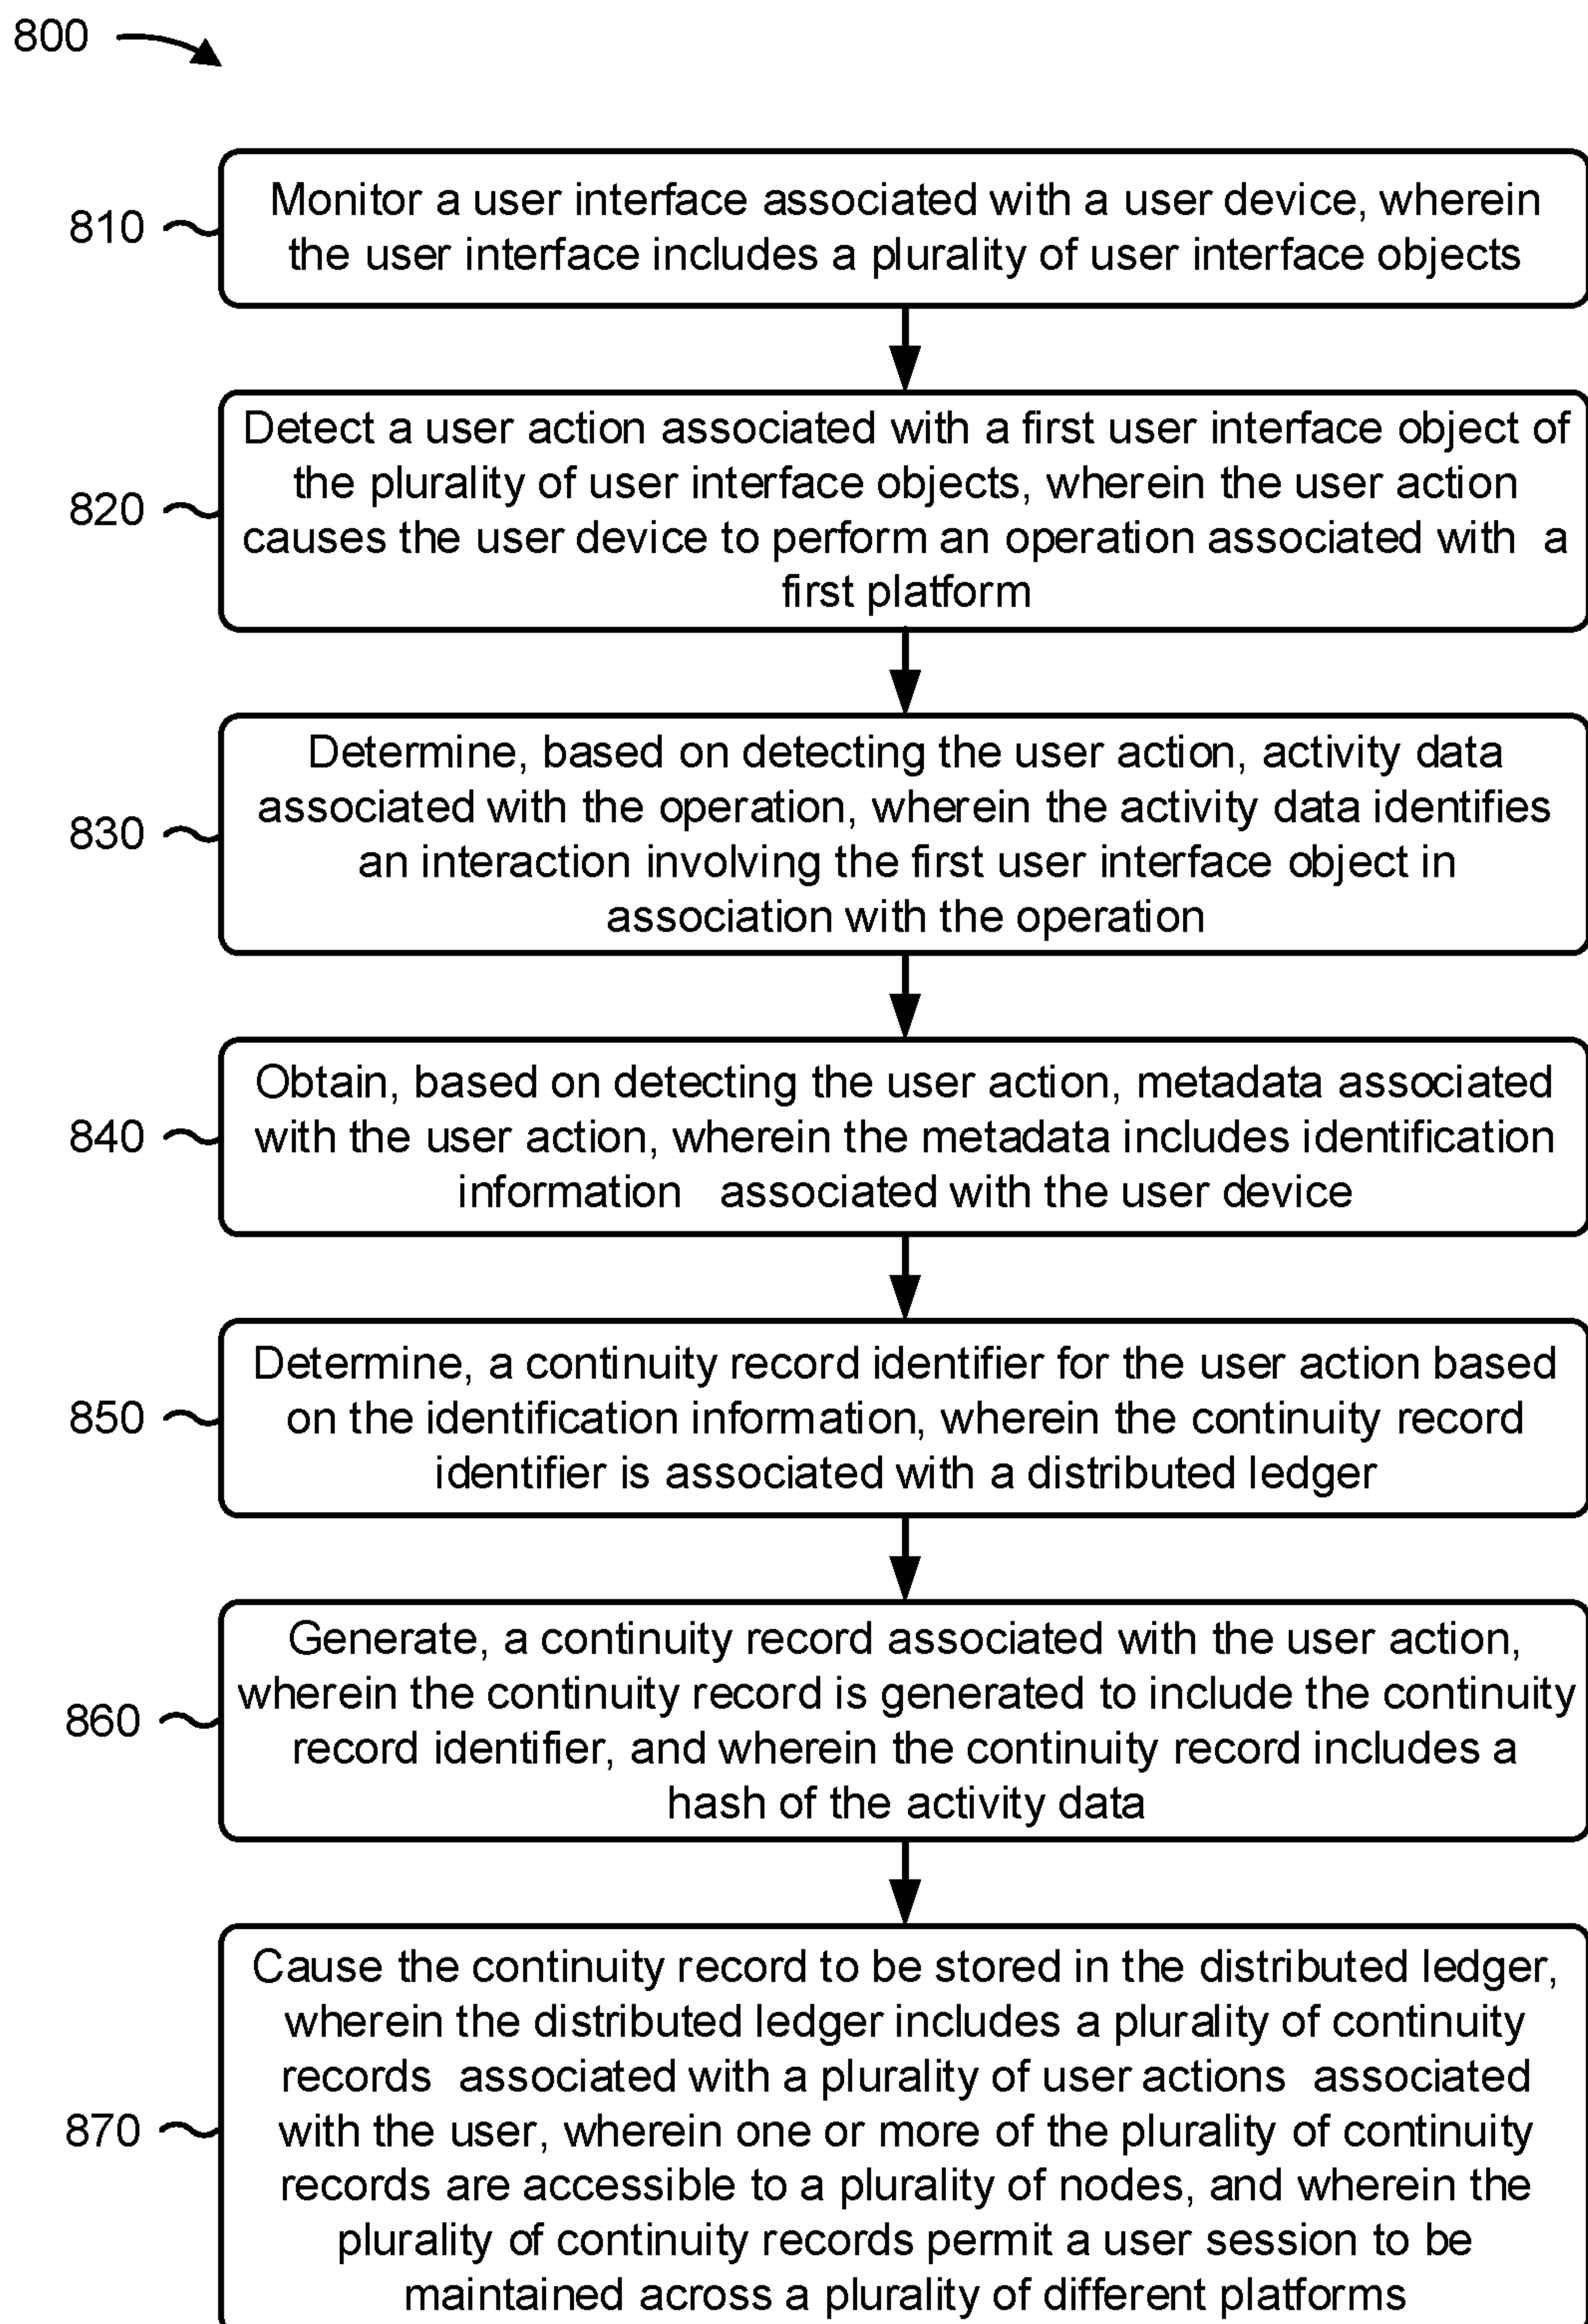 800
810
Monitor a user interface associated with a user device, wherein
the user interface includes a plurality of user interface objects
820
Detect a user action associated with a first user interface object of
the plurality of user interface objects, wherein the user action
causes the user device to perform an operation associated with a
first platform
830
Determine, based on detecting the user action, activity data
associated with the operation, wherein the activity data identifies
an interaction involving the first user interface object in
association with the operation
840
Obtain, based on detecting the user action, metadata associated
with the user action, wherein the metadata includes identification
information associated with the user device
850
Determine, a continuity record identifier for the user action based
on the identification information, wherein the continuity record
identifier is associated with a distributed ledger
860
Generate, a continuity record associated with the user action,
wherein the continuity record is generated to include the continuity
record identifier, and wherein the continuity record includes a
hash of the activity data
870
Cause the continuity record to be stored in the distributed ledger,
wherein the distributed ledger includes a plurality of continuity
records associated with a plurality of user actions associated
with the user, wherein one or more of the plurality of continuity
records are accessible to a plurality of nodes, and wherein the
plurality of continuity records permit a user session to be
maintained across a plurality of different platforms